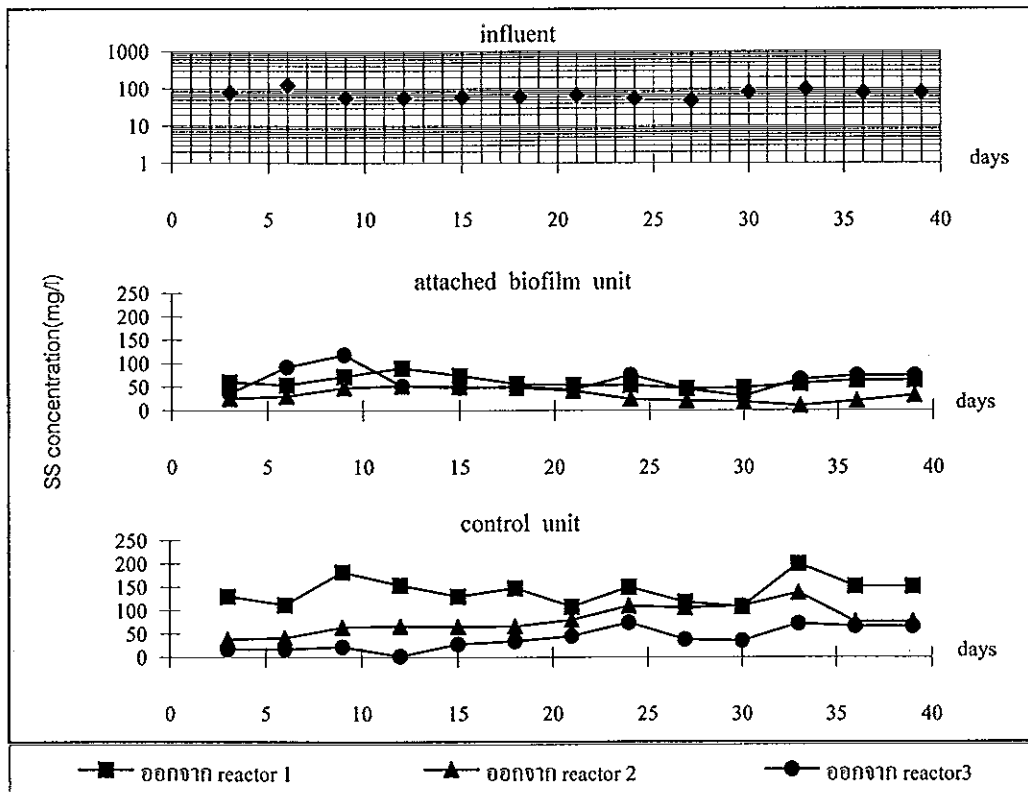 influent
1000
100
10
1
days
0 5 10 15 20 25 30 35 40
SS concentration(mg/l)
attached biofilm unit
250
200
150
100
50
0
days
0 5 10 15 20 25 30 35 40
control unit
250
200
150
100
50
0
days
0 5 10 15 20 25 30 35 40
ออกจาก reactor 1 ออกจาก reactor 2 ออกจาก reactor3